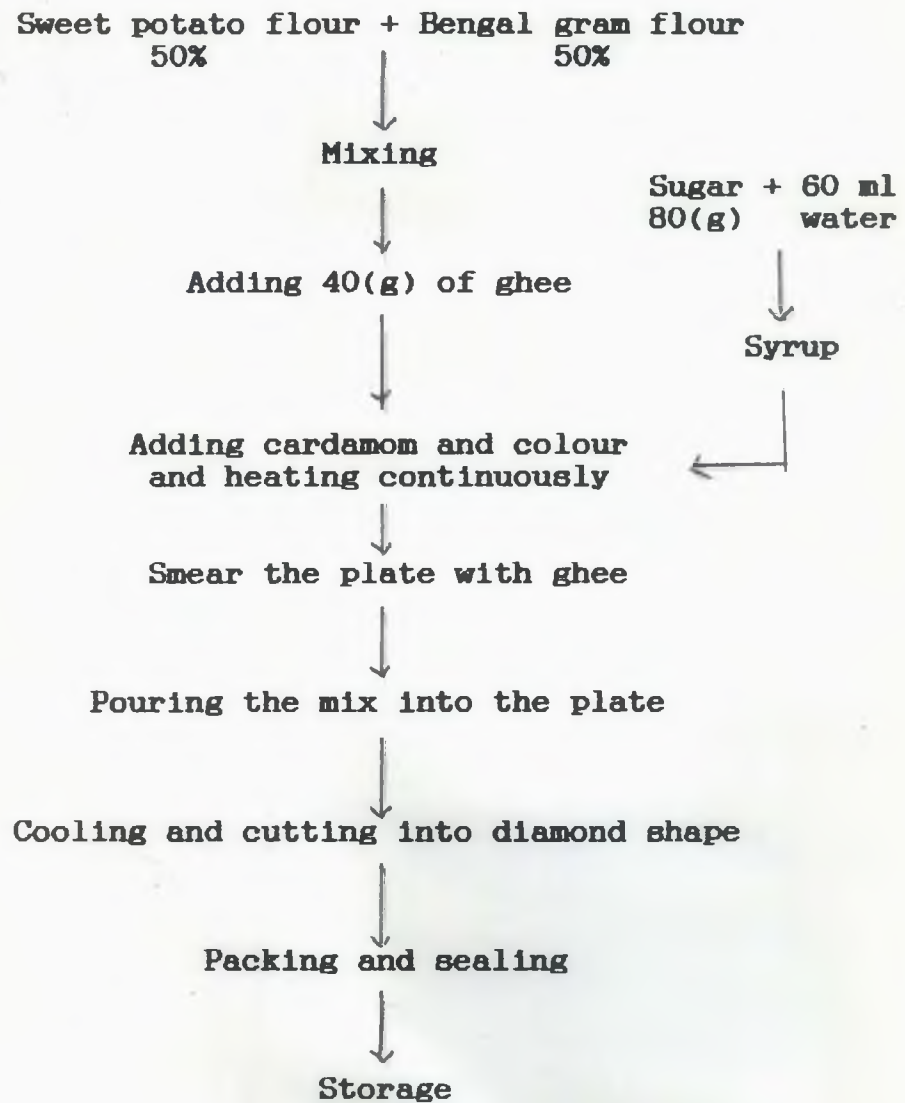 Sweet potato flour + Bengal gram flour
50% 50%
Mixing
Sugar + 60 ml
80(g) water
Adding 40(g) of ghee
Syrup
Adding cardamom and colour
and heating continuously
Smear the plate with ghee
Pouring the mix into the plate
Cooling and cutting into diamond shape
Packing and sealing
Storage